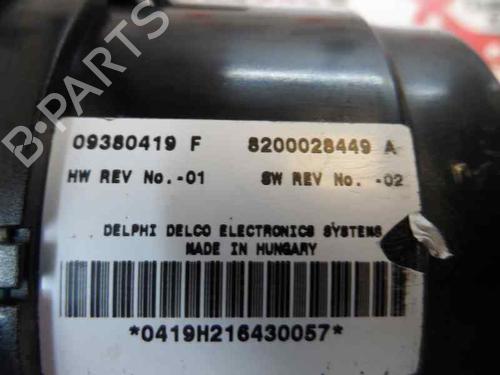 09380419 F 8200028449 A
HW REV No.-01 SW REV No. -02
DELPHI DELCO ELECTRONICS SYSTEMS
MADE IN HUNGARY
*0419H216430057*
B-PARTS